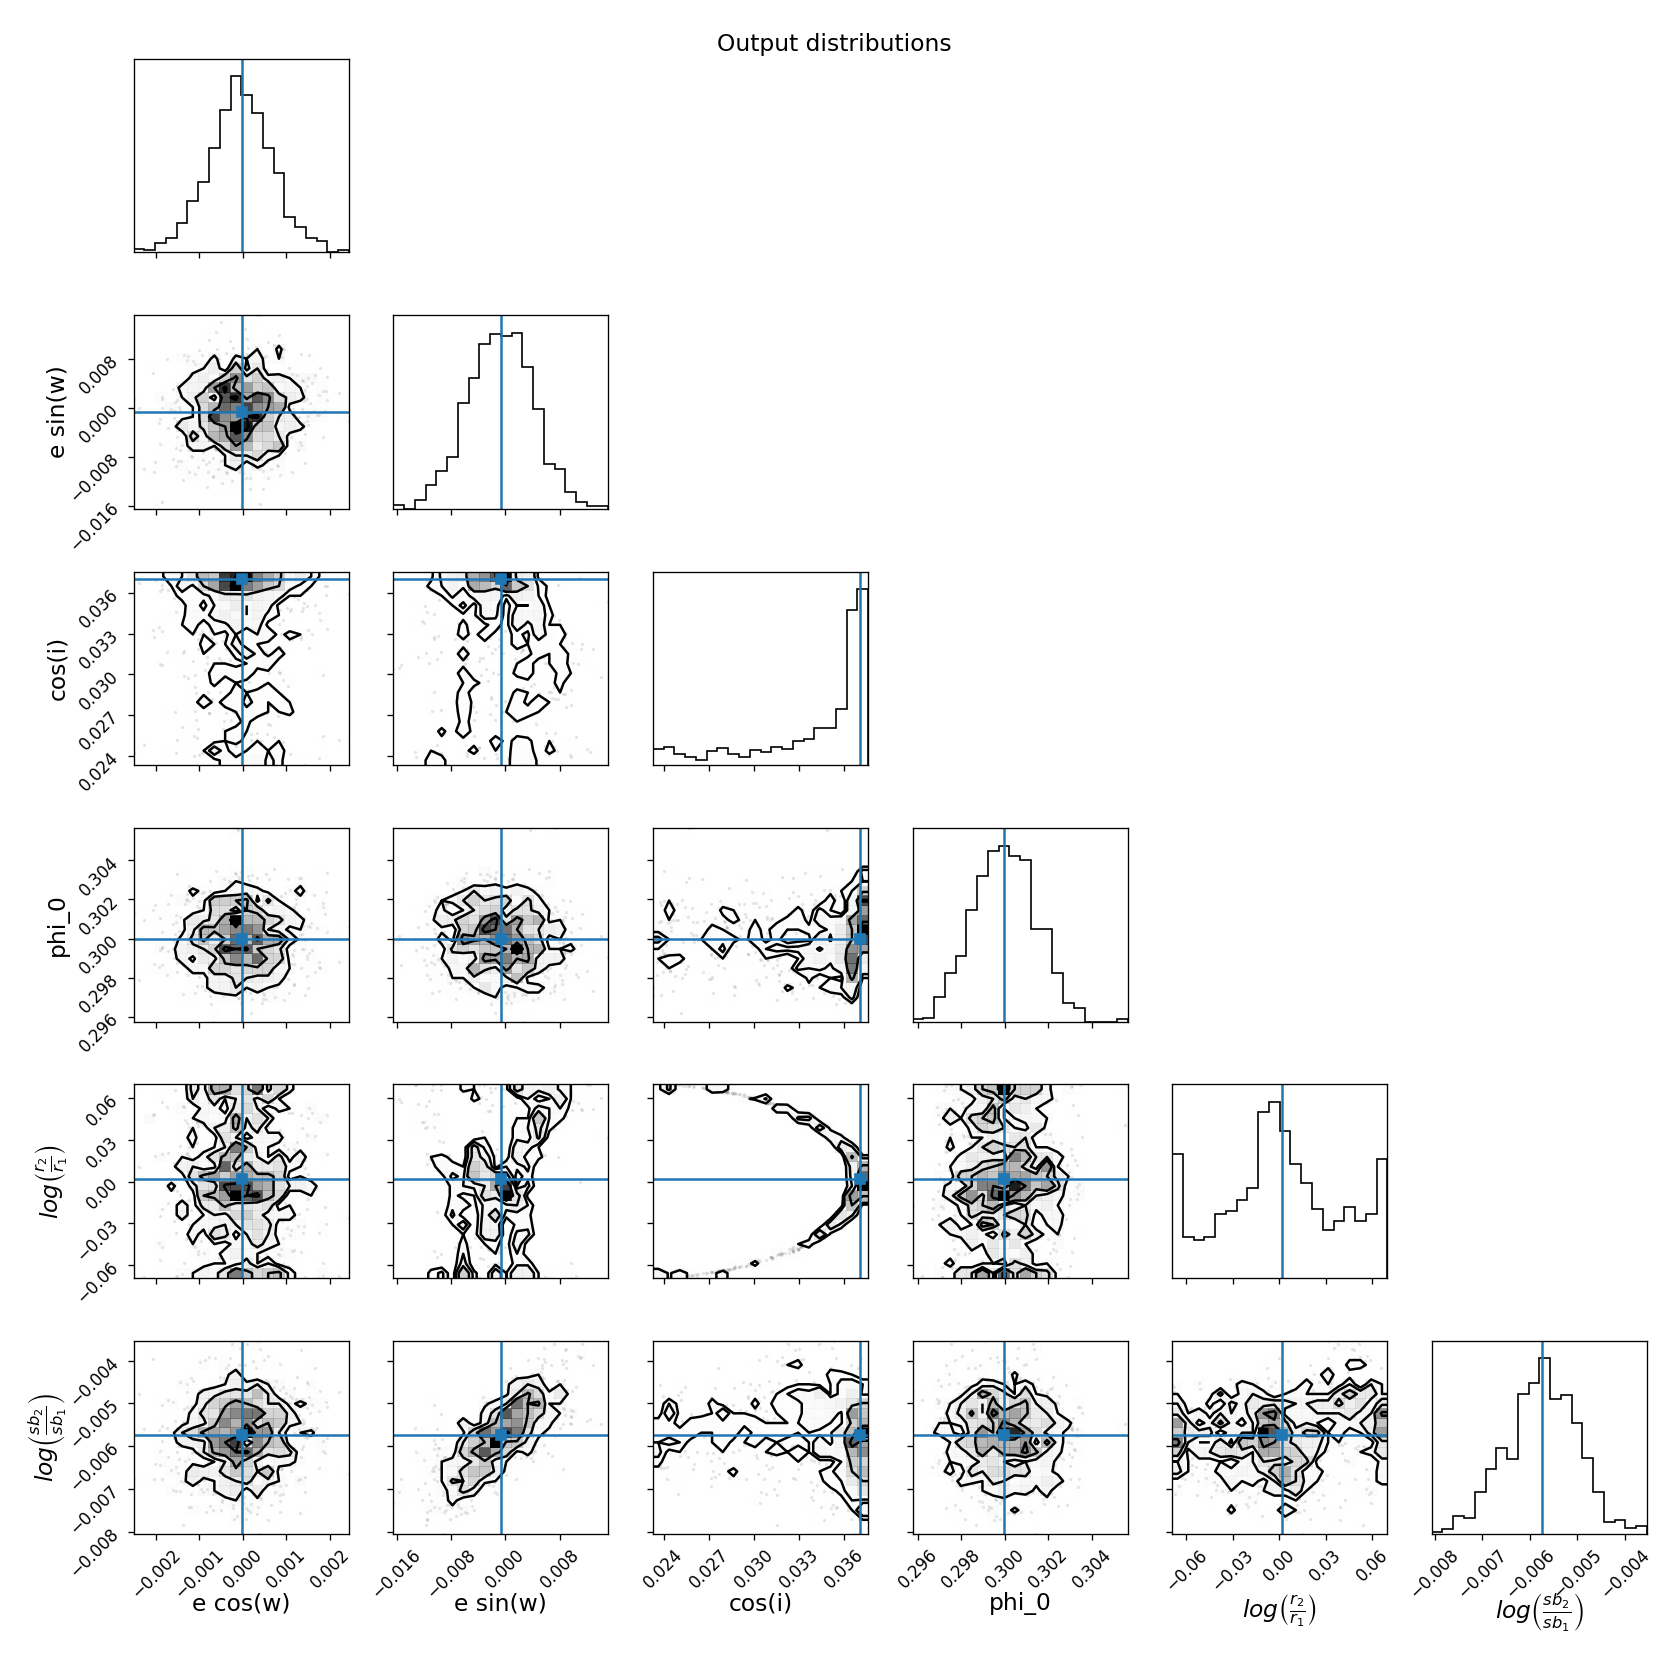 Output distributions
e sin(w)
0.008
0.000
−0.008
−0.016
cos(i)
0.036
0.033
0.030
0.027
0.024
phi_0
0.304
0.302
0.300
0.298
0.296
log(r₂/r₁)
0.06
0.03
0.00
−0.03
−0.06
log(sb₂/sb₁)
−0.004
−0.005
−0.006
−0.007
−0.008
−0.002 −0.001 0.000 0.001 0.002
e cos(w)
−0.016 −0.008 0.000 0.008
e sin(w)
0.024 0.027 0.030 0.033 0.036
cos(i)
0.296 0.298 0.300 0.302 0.304
phi_0
−0.06 −0.03 0.00 0.03 0.06
log(r₂/r₁)
−0.008 −0.007 −0.006 −0.005 −0.004
log(sb₂/sb₁)